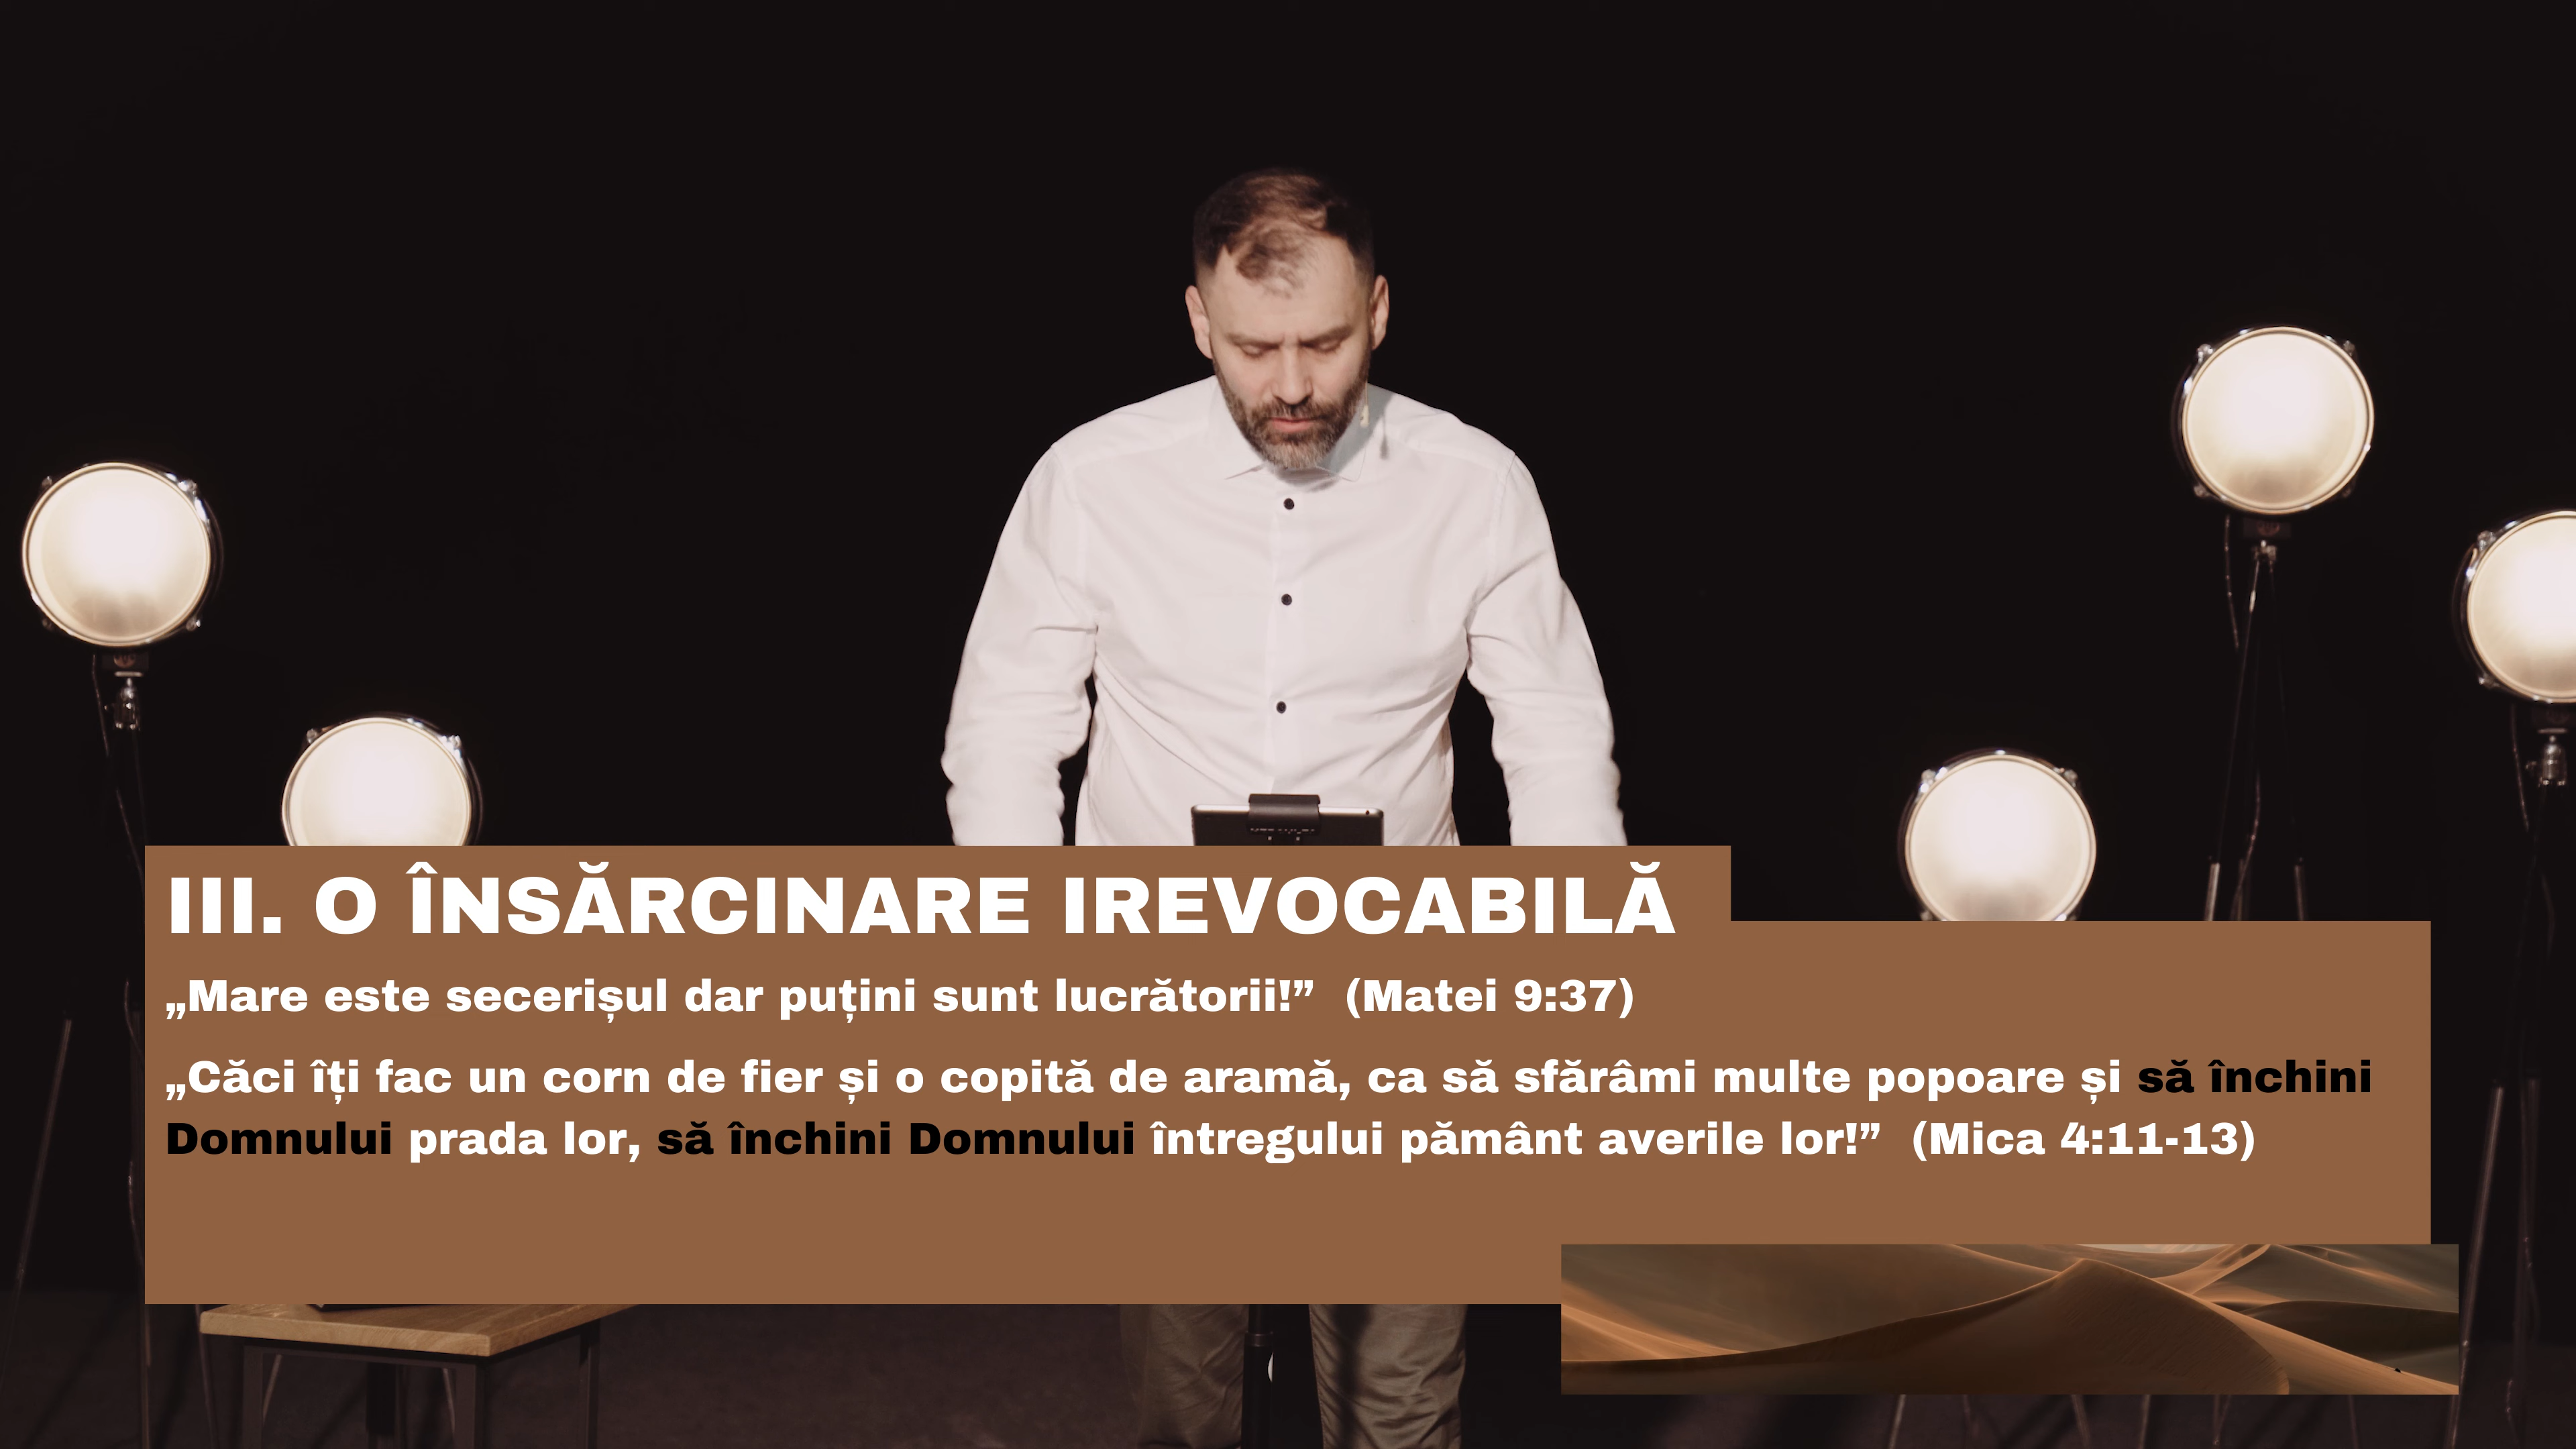 III. O ÎNSĂRCINARE IREVOCABILĂ
„Mare este secerișul dar puțini sunt lucrătorii!”  (Matei 9:37)
„Căci îți fac un corn de fier și o copită de aramă, ca să sfărâmi multe popoare și să închini
Domnului prada lor, să închini Domnului întregului pământ averile lor!”  (Mica 4:11-13)